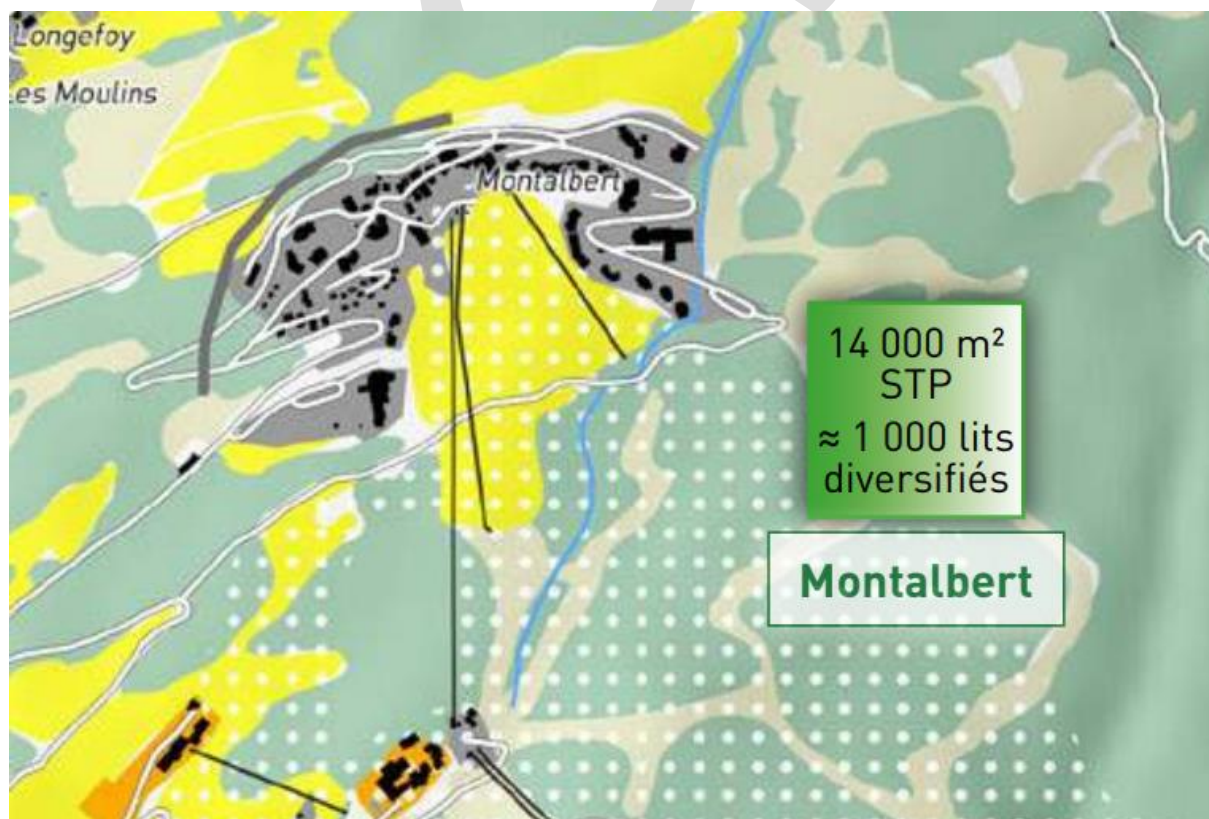 Longefoy
Les Moulins
Montalbert
14 000 m²
STP
≈ 1 000 lits
diversifiés
Montalbert